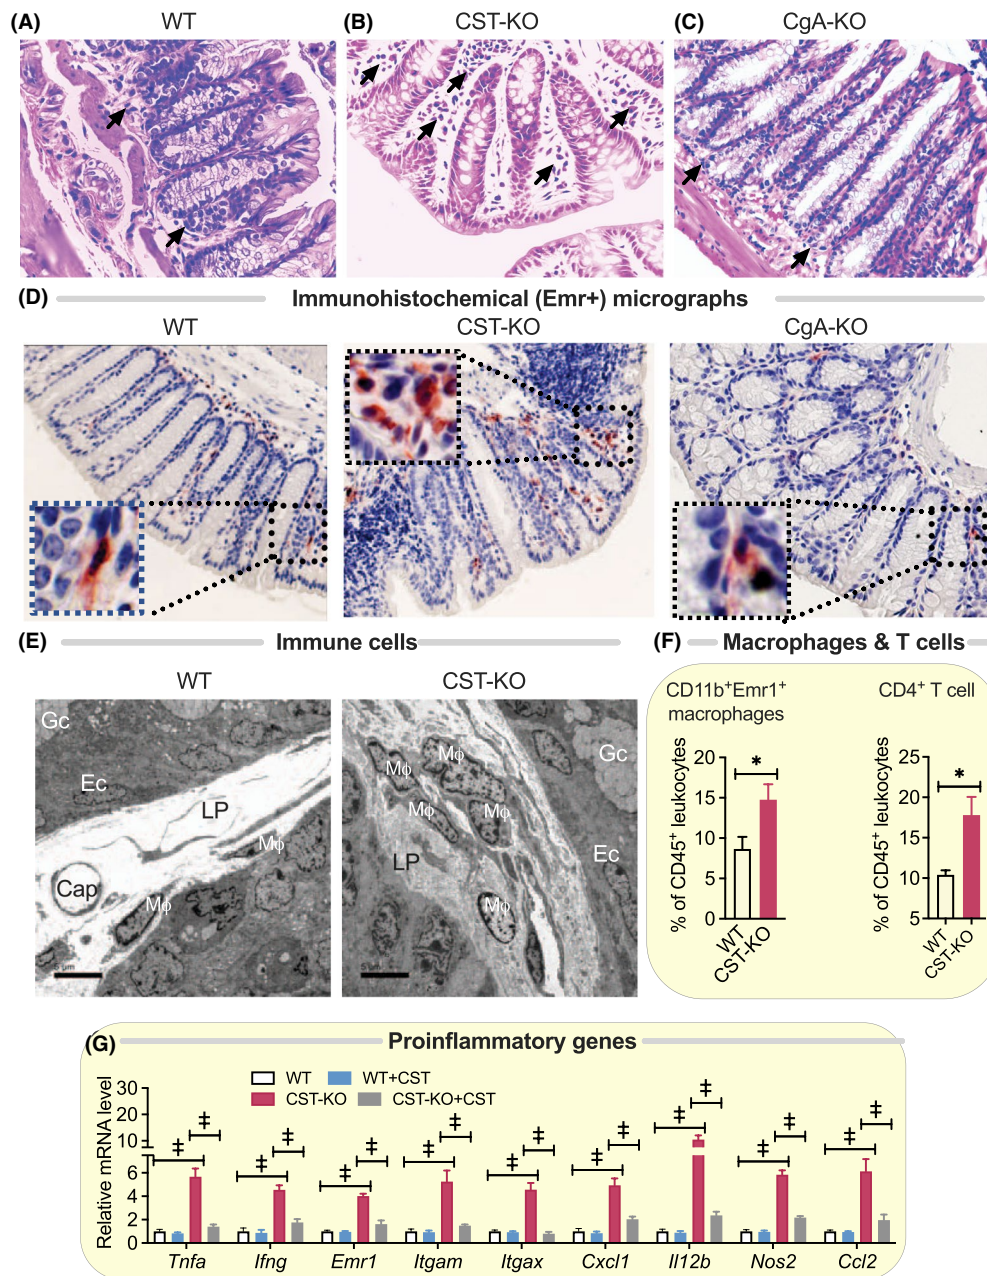 (A) WT (B) CST-KO (C) CgA-KO
(D) Immunohistochemical (Emr+) micrographs
WT CST-KO CgA-KO
(E) Immune cells
WT CST-KO
Gc
Ec
LP
Mϕ
Cap
Mϕ
5 µm
Mϕ
Mϕ
Gc
Mϕ
Mϕ
LP
Ec
Mϕ
5 µm
(F) Macrophages & T cells
CD11b+Emr1+
macrophages
% of CD45+ leukocytes
20
15
10
5
0
*
WT
CST-KO
CD4+ T cell
% of CD45+ leukocytes
25
20
15
10
5
*
WT
CST-KO
(G) Proinflammatory genes
WT WT+CST
CST-KO CST-KO+CST
Relative mRNA level
30
20
10
6
4
2
0
‡ ‡ ‡ ‡ ‡ ‡ ‡ ‡ ‡ ‡ ‡ ‡ ‡ ‡ ‡ ‡ ‡ ‡
Tnfa Ifng Emr1 Itgam Itgax Cxcl1 Il12b Nos2 Ccl2